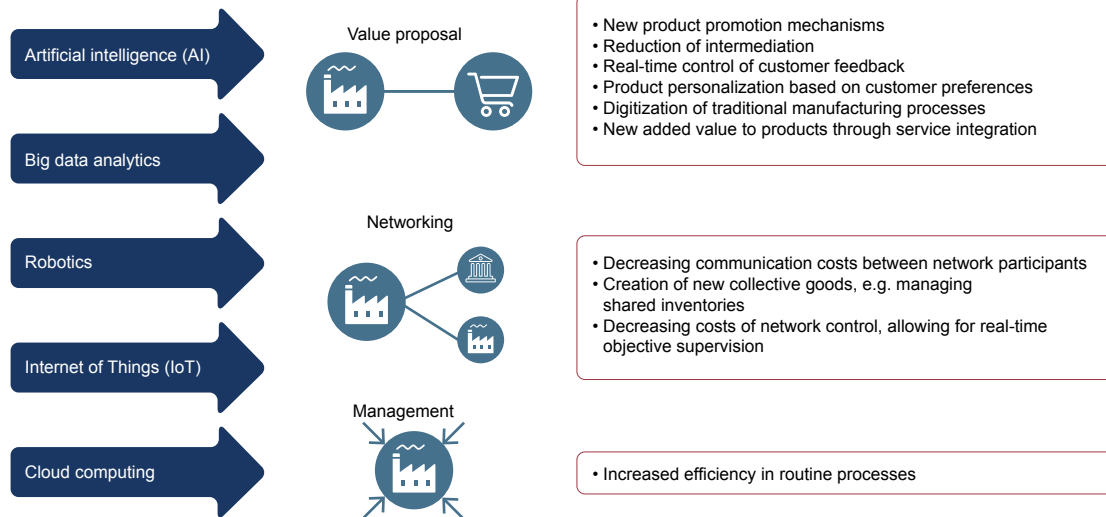 Artificial intelligence (AI)
Big data analytics
Robotics
Internet of Things (IoT)
Cloud computing
Value proposal
Networking
Management
• New product promotion mechanisms
• Reduction of intermediation
• Real-time control of customer feedback
• Product personalization based on customer preferences
• Digitization of traditional manufacturing processes
• New added value to products through service integration
• Decreasing communication costs between network participants
• Creation of new collective goods, e.g. managing
shared inventories
• Decreasing costs of network control, allowing for real-time
objective supervision
• Increased efficiency in routine processes